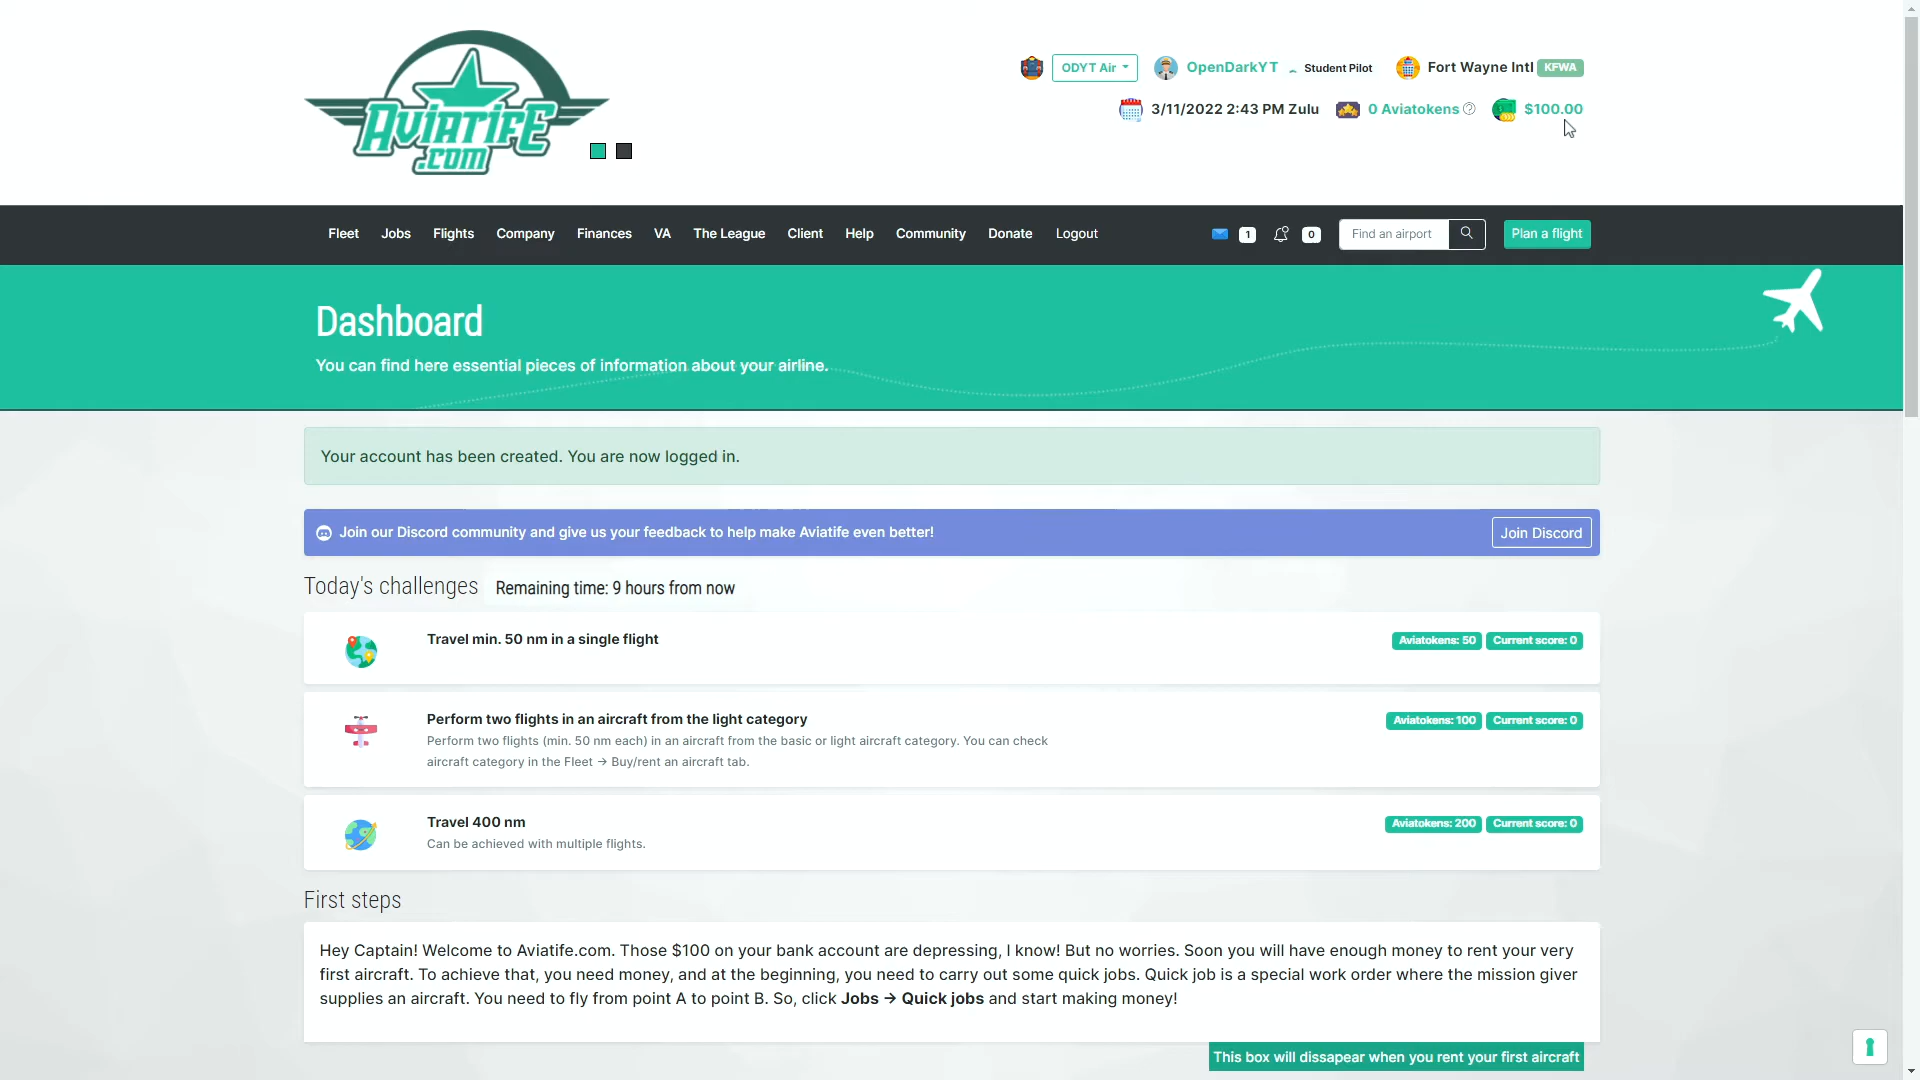 AVIATIFE
.COM
ODYT Air
OpenDarkYT
Student Pilot
Fort Wayne Intl
KFWA
3/11/2022 2:43 PM Zulu
0 Aviatokens
$100.00
Fleet Jobs Flights Company Finances VA The League Client Help Community Donate Logout
1
0
Find an airport
Plan a flight
Dashboard
You can find here essential pieces of information about your airline.
Your account has been created. You are now logged in.
Join our Discord community and give us your feedback to help make Aviatife even better!
Join Discord
Today's challenges
Remaining time: 9 hours from now
Travel min. 50 nm in a single flight
Aviatokens: 50
Current score: 0
Perform two flights in an aircraft from the light category
Aviatokens: 100
Current score: 0
Perform two flights (min. 50 nm each) in an aircraft from the basic or light aircraft category. You can check
aircraft category in the Fleet → Buy/rent an aircraft tab.
Travel 400 nm
Aviatokens: 200
Current score: 0
Can be achieved with multiple flights.
First steps
Hey Captain! Welcome to Aviatife.com. Those $100 on your bank account are depressing, I know! But no worries. Soon you will have enough money to rent your very
first aircraft. To achieve that, you need money, and at the beginning, you need to carry out some quick jobs. Quick job is a special work order where the mission giver
supplies an aircraft. You need to fly from point A to point B. So, click Jobs → Quick jobs and start making money!
This box will dissapear when you rent your first aircraft